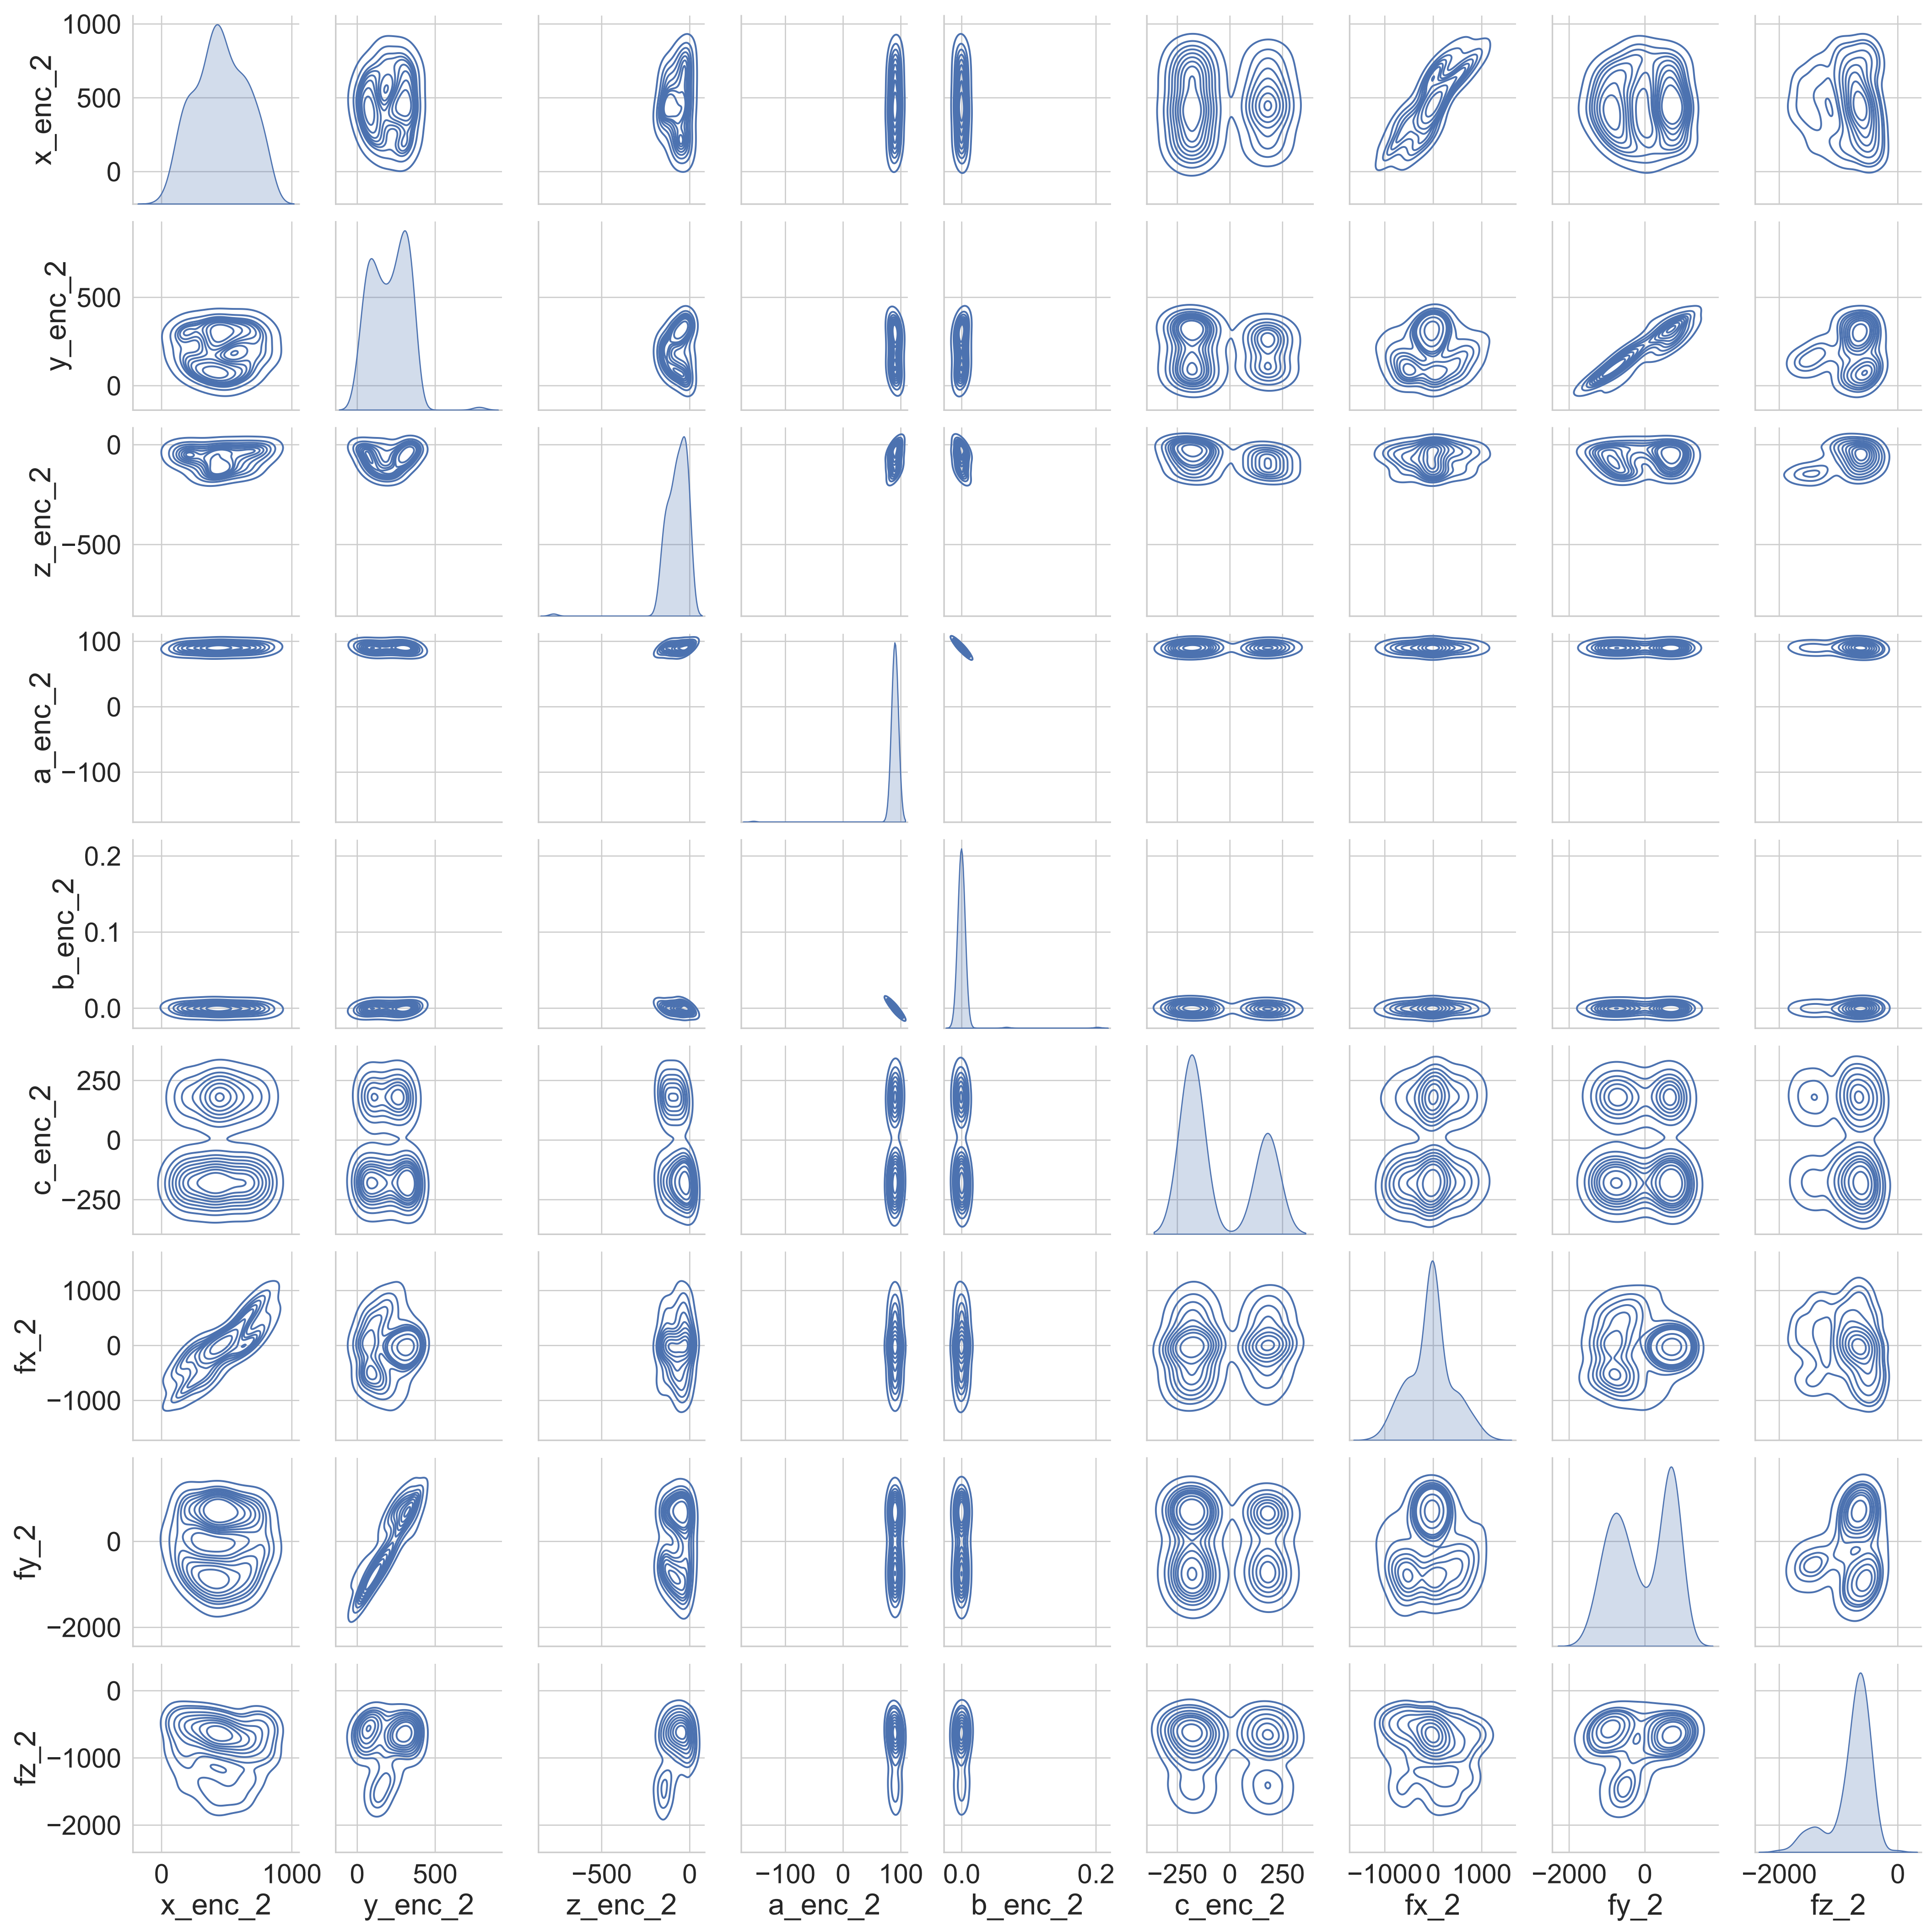 1000
500
0
x_enc_2
500
0
y_enc_2
0
−500
z_enc_2
100
0
−100
a_enc_2
0.2
0.1
0.0
b_enc_2
250
0
−250
c_enc_2
1000
0
−1000
fx_2
0
−2000
fy_2
0
−1000
−2000
fz_2
0 1000 0 500 −500 0 −100 0 100 0.0 0.2 −250 0 250 −1000 0 1000 −2000 0 −2000 0
x_enc_2 y_enc_2 z_enc_2 a_enc_2 b_enc_2 c_enc_2 fx_2 fy_2 fz_2